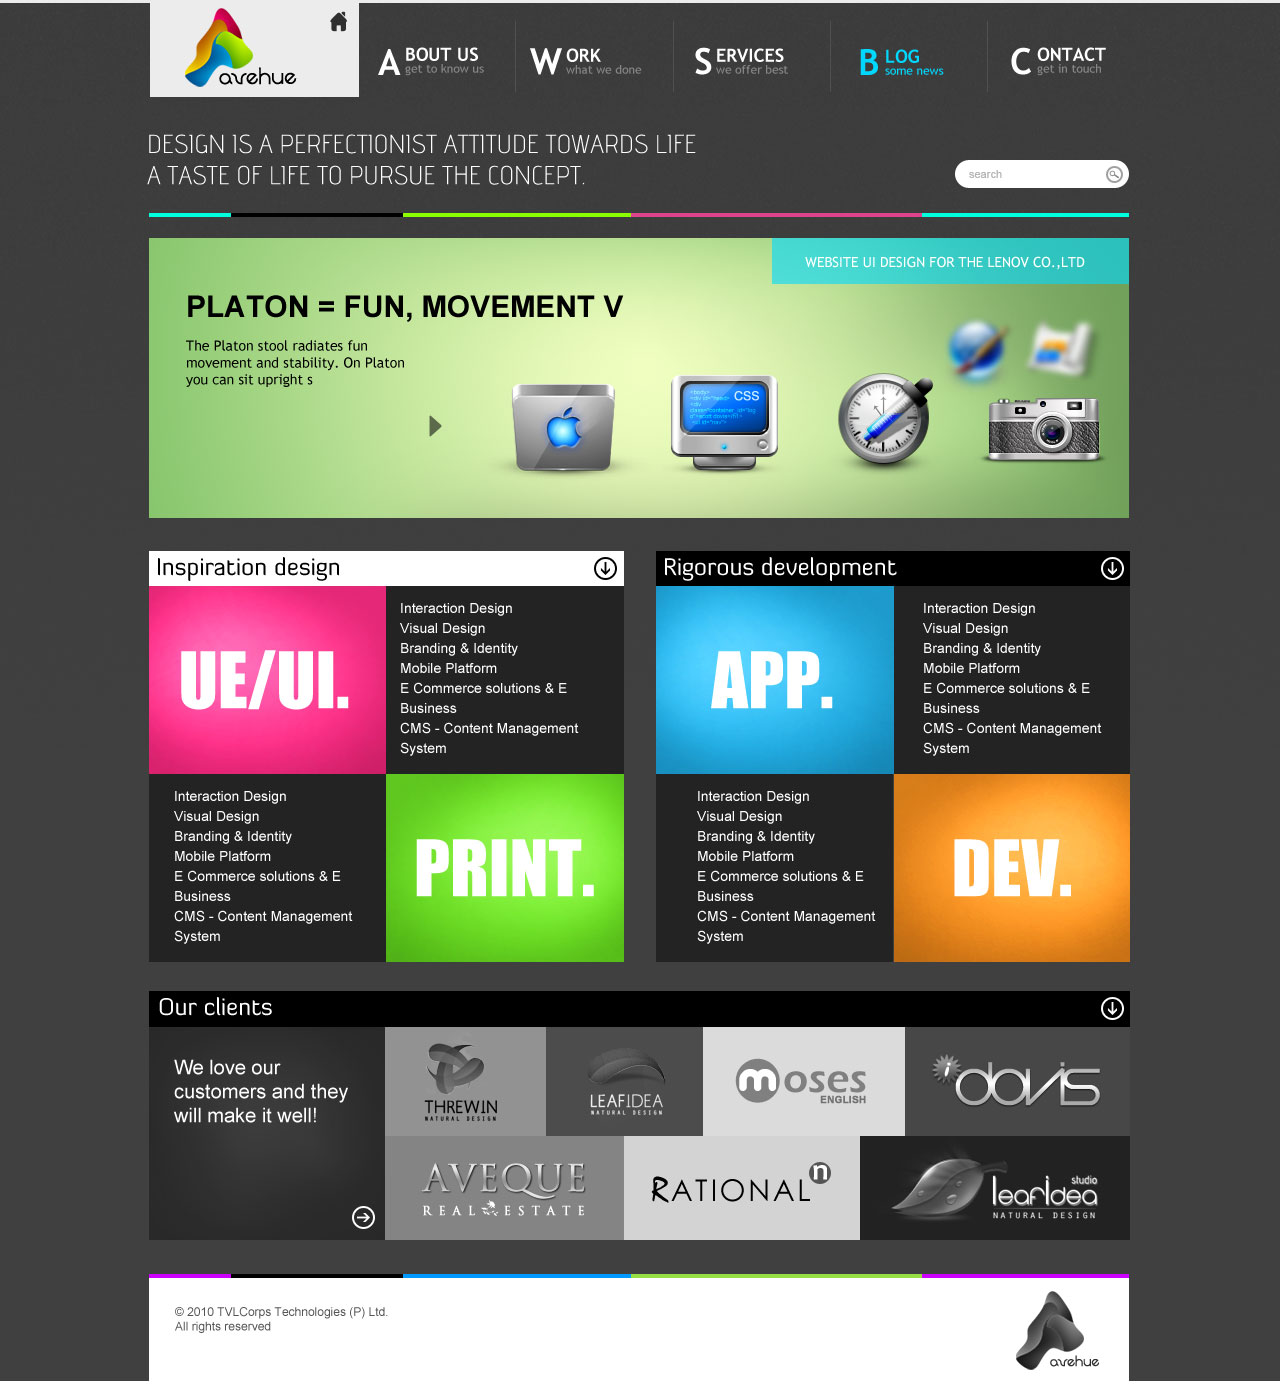 avehue
ABOUT US
get to know us
WORK
what we done
SERVICES
we offer best
BLOG
some news
CONTACT
get in touch
DESIGN IS A PERFECTIONIST ATTITUDE TOWARDS LIFE
A TASTE OF LIFE TO PURSUE THE CONCEPT.
search
WEBSITE UI DESIGN FOR THE LENOV CO.,LTD
PLATON = FUN, MOVEMENT V
The Platon stool radiates fun
movement and stability. On Platon
you can sit upright s
CSS
Inspiration design
UE/UI.
Interaction Design
Visual Design
Branding & Identity
Mobile Platform
E Commerce solutions & E
Business
CMS - Content Management
System
Interaction Design
Visual Design
Branding & Identity
Mobile Platform
E Commerce solutions & E
Business
CMS - Content Management
System
PRINT.
Rigorous development
APP.
Interaction Design
Visual Design
Branding & Identity
Mobile Platform
E Commerce solutions & E
Business
CMS - Content Management
System
Interaction Design
Visual Design
Branding & Identity
Mobile Platform
E Commerce solutions & E
Business
CMS - Content Management
System
DEV.
Our clients
We love our
customers and they
will make it well!
THREWIN
NATURAL DESIGN
LEAFIDEA
NATURAL DESIGN
moses
ENGLISH
i davis
AVEQUE
REAL ESTATE
RATIONAL n
studio
leafidea
NATURAL DESIGN
© 2010 TVLCorps Technologies (P) Ltd.
All rights reserved
avehue